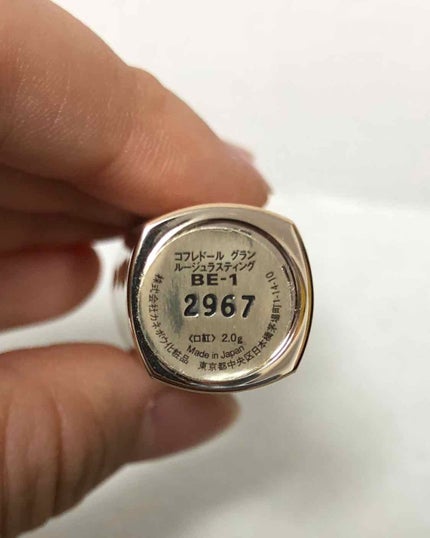 コフレドール グラン
ルージュラスティング
BE-1
2967
〈口紅〉 2.0g
Made in Japan
株式会社カネボウ化粧品 東京都中央区日本橋茅場町1-14-10